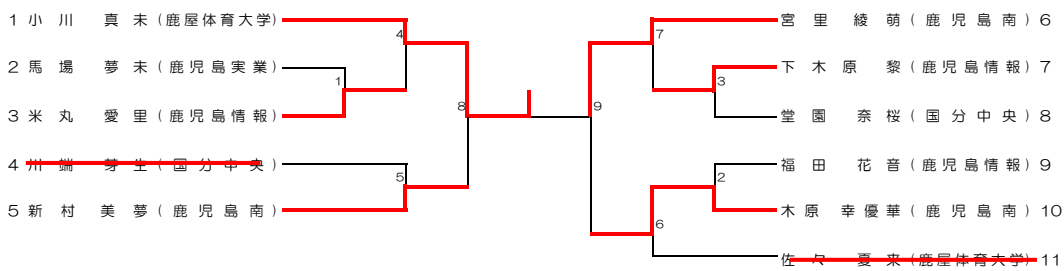 1 小川 真未 (鹿屋体育大学)
2 馬場 夢未 (鹿児島実業)
3 米丸 愛里 (鹿児島情報)
4 川端 芽生 (国分中央)
5 新村 美夢 (鹿児島南)
4
1
5
8
9
7
3
2
6
宮里綾萌 (鹿児島南) 6
下木原 黎 (鹿児島情報) 7
堂園 奈桜 (国分中央) 8
福田 花音 (鹿児島情報) 9
木原 幸優華 (鹿児島南) 10
佐々 夏来 (鹿屋体育大学) 11